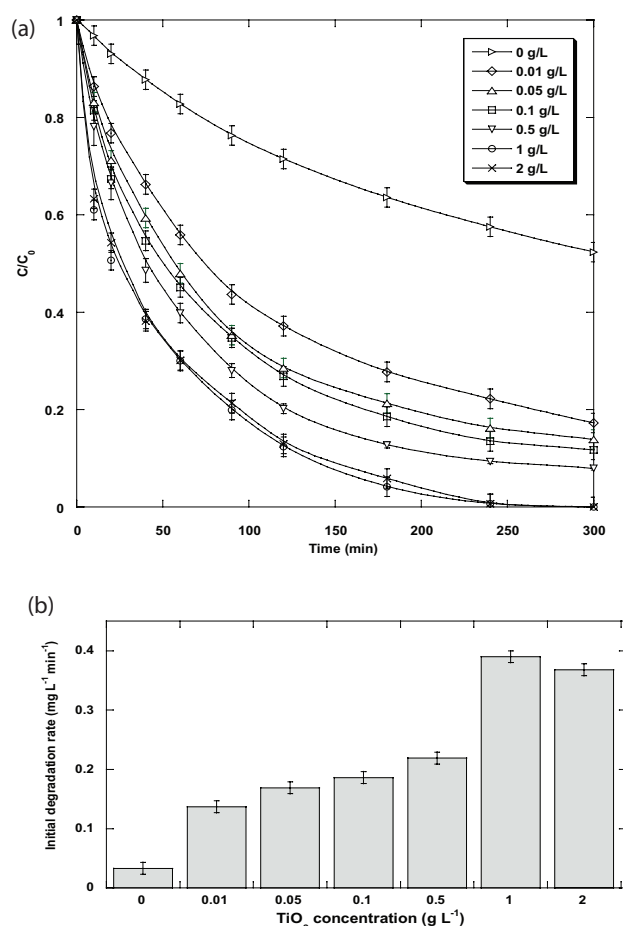 (a)
1
0.8
0.6
0.4
0.2
0
C/C0
0 g/L
0.01 g/L
0.05 g/L
0.1 g/L
0.5 g/L
1 g/L
2 g/L
0 50 100 150 200 250 300
Time (min)
(b)
0.4
0.3
0.2
0.1
0
Initial degradation rate (mg L-1 min-1)
0 0.01 0.05 0.1 0.5 1 2
TiO2 concentration (g L-1)